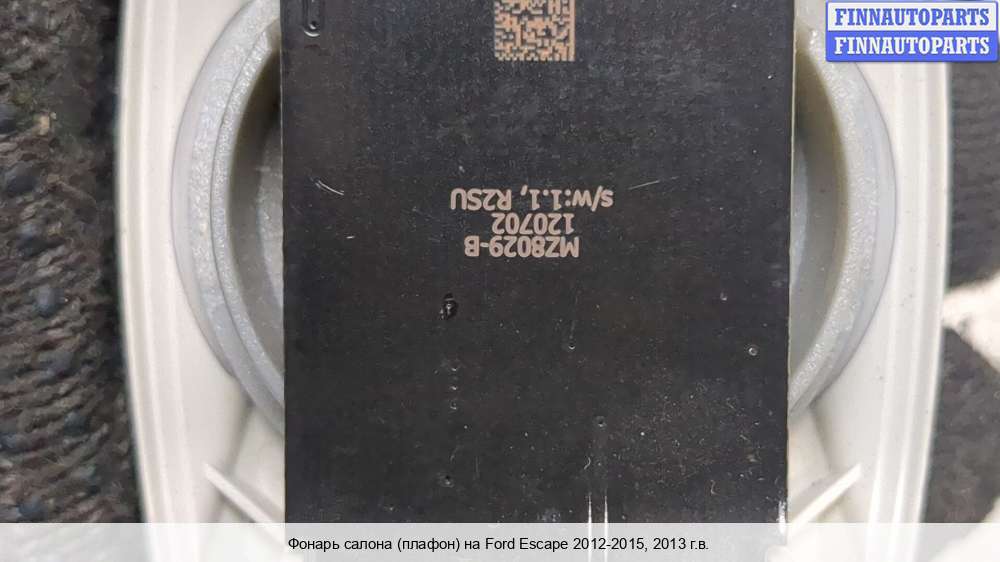 FINNAUTOPARTS
FINNAUTOPARTS
MZ8029-B
120702
s/w:1.1, R2SU
Фонарь салона (плафон) на Ford Escape 2012-2015, 2013 г.в.